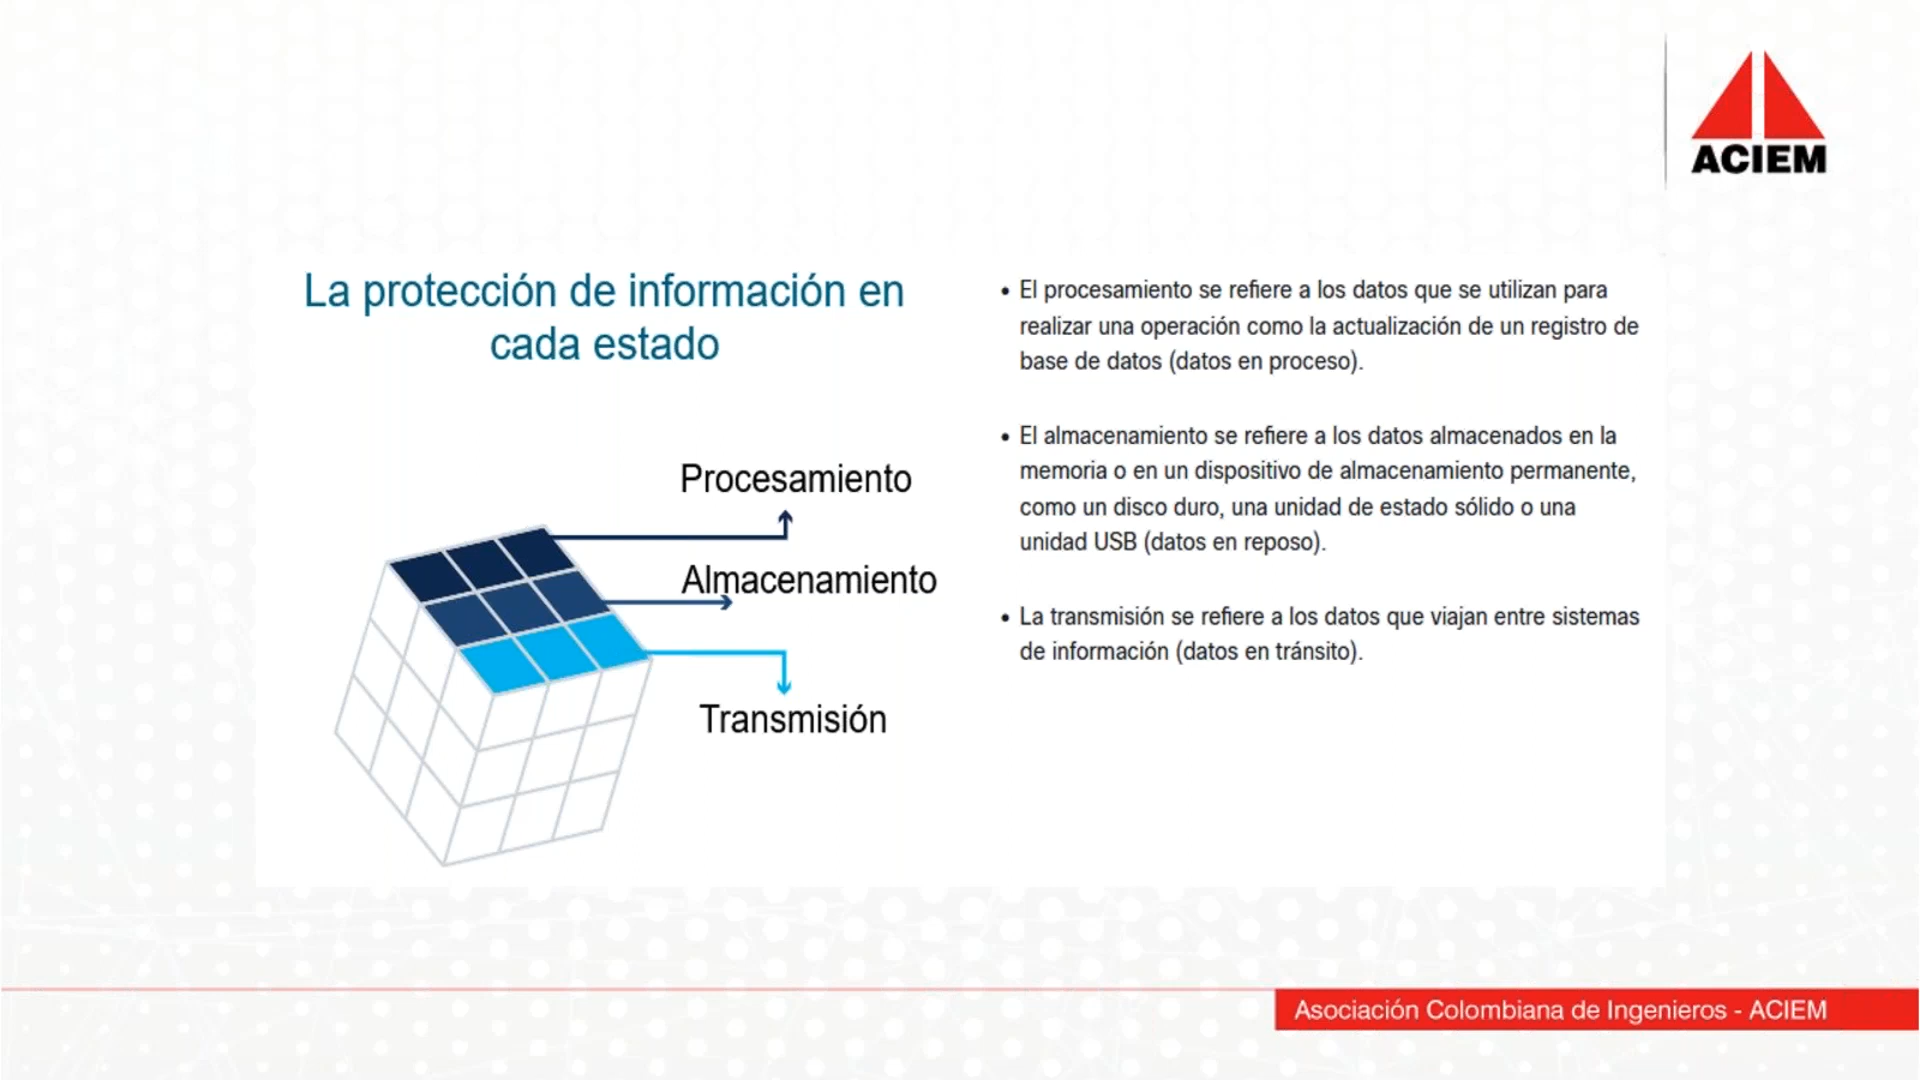 ACIEM
La protección de información en
cada estado
Procesamiento
Almacenamiento
Transmisión
• El procesamiento se refiere a los datos que se utilizan para
realizar una operación como la actualización de un registro de
base de datos (datos en proceso).
• El almacenamiento se refiere a los datos almacenados en la
memoria o en un dispositivo de almacenamiento permanente,
como un disco duro, una unidad de estado sólido o una
unidad USB (datos en reposo).
• La transmisión se refiere a los datos que viajan entre sistemas
de información (datos en tránsito).
Asociación Colombiana de Ingenieros - ACIEM